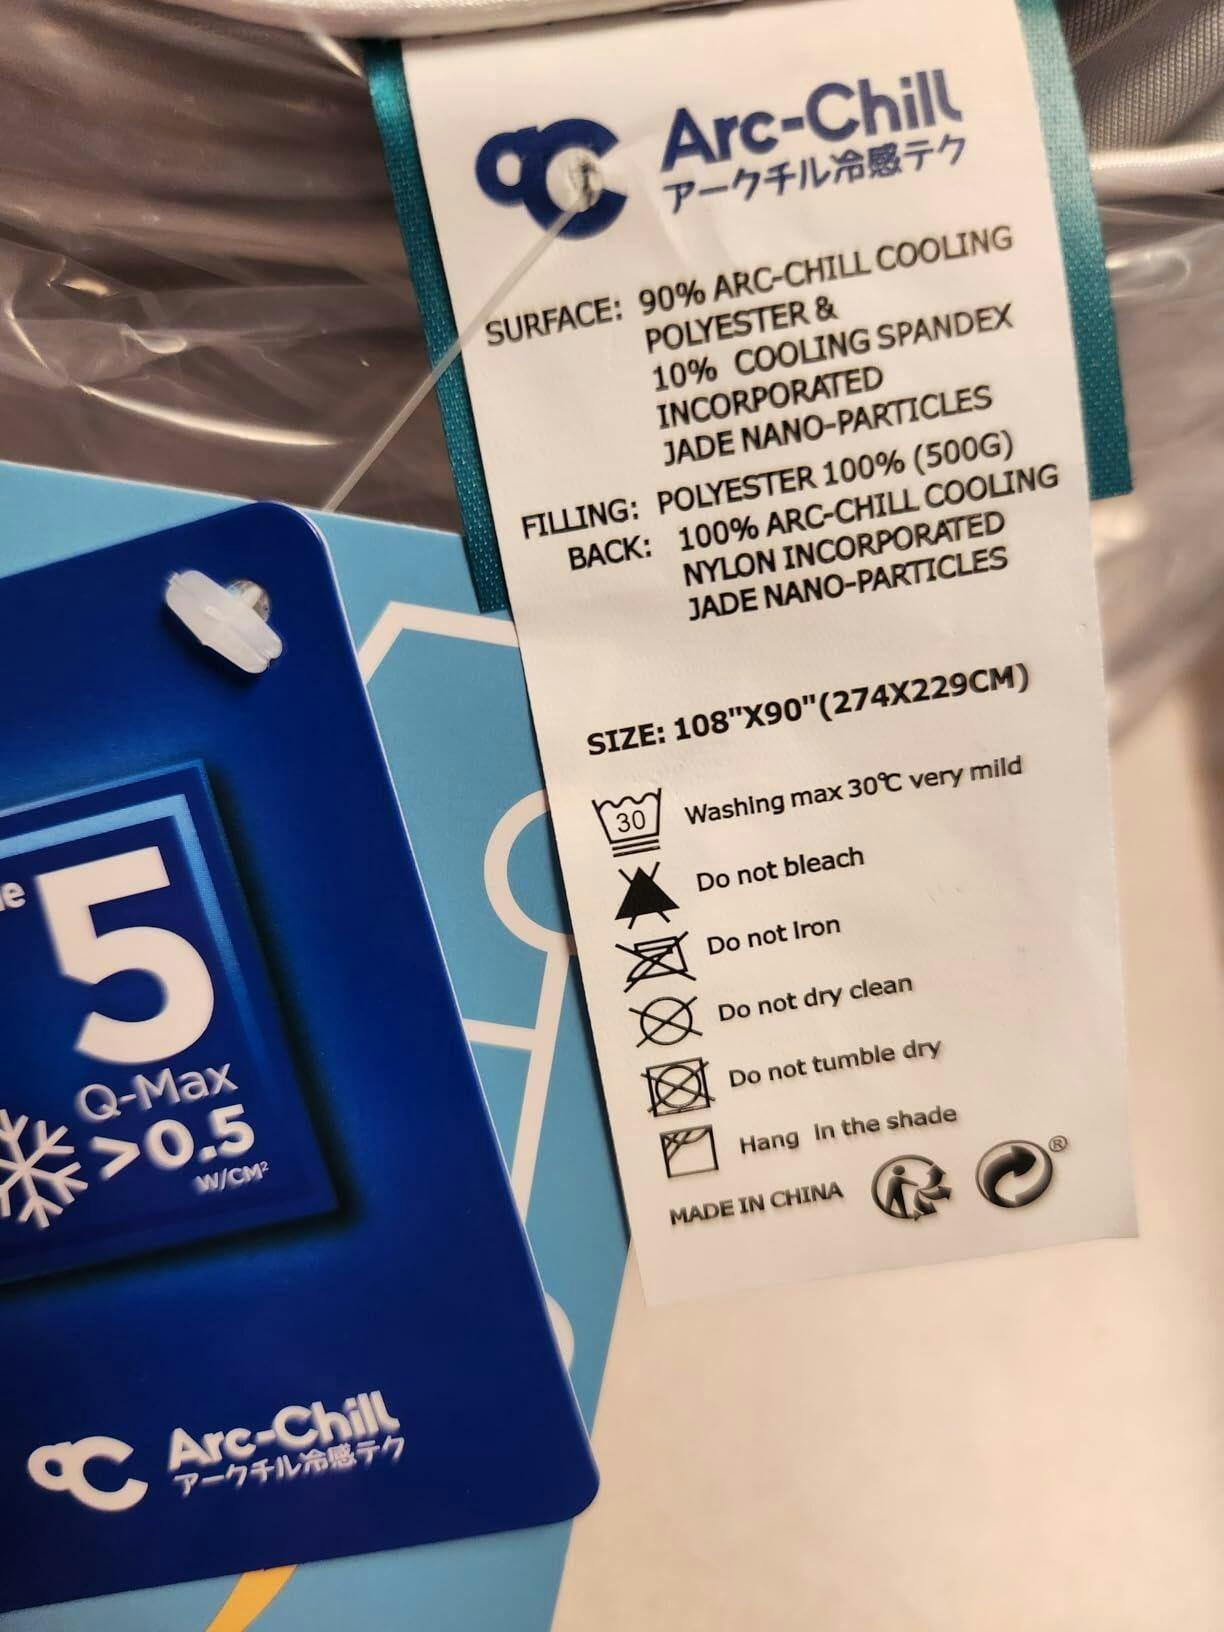 Arc-Chill
アークチル冷感テク
SURFACE: 90% ARC-CHILL COOLING
POLYESTER &
10% COOLING SPANDEX
INCORPORATED
JADE NANO-PARTICLES
FILLING: POLYESTER 100% (500G)
BACK: 100% ARC-CHILL COOLING
NYLON INCORPORATED
JADE NANO-PARTICLES
SIZE: 108"X90"(274X229CM)
30 Washing max 30℃ very mild
Do not bleach
Do not Iron
Do not dry clean
Do not tumble dry
Hang In the shade
MADE IN CHINA ®
5
Q-Max
>0.5
W/CM²
Arc-Chill
アークチル冷感テク